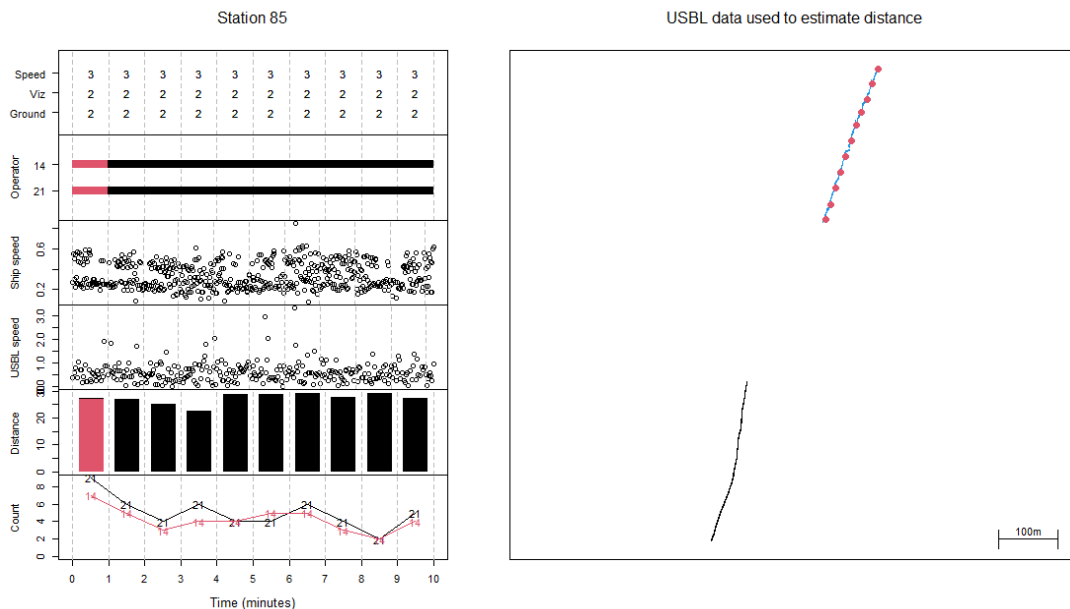 Station 85
USBL data used to estimate distance
Speed 3 3 3 3 3 3 3 3 3 3
Viz 2 2 2 2 2 2 2 2 2 2
Ground 2 2 2 2 2 2 2 2 2 2
Operator
14
21
Ship speed
0.6
0.2
USBL speed
3.0
2.0
1.0
0.0
Distance
30
20
10
0
Count
8
6
4
2
0
21 21 21 21 21 21 21 21 21 21
14 14 14 14 14 14 14 14 14 14
0 1 2 3 4 5 6 7 8 9 10
Time (minutes)
100m